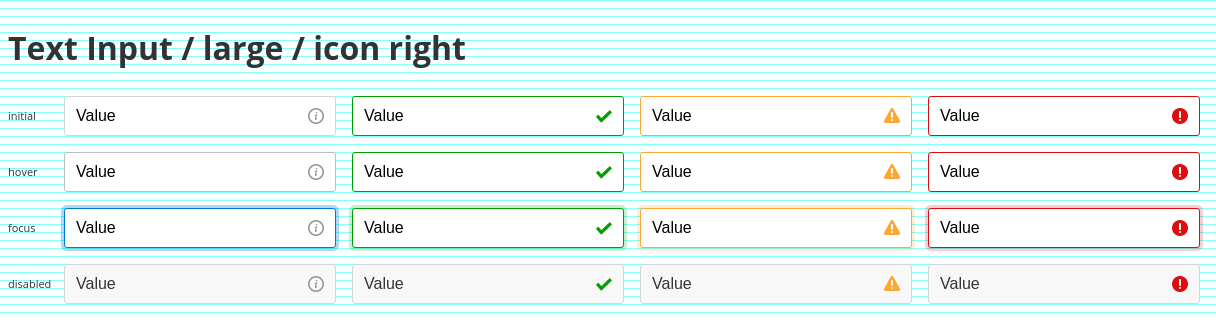 Text Input / large / icon right
initial Value Value Value Value
hover Value Value Value Value
focus Value Value Value Value
disabled Value Value Value Value